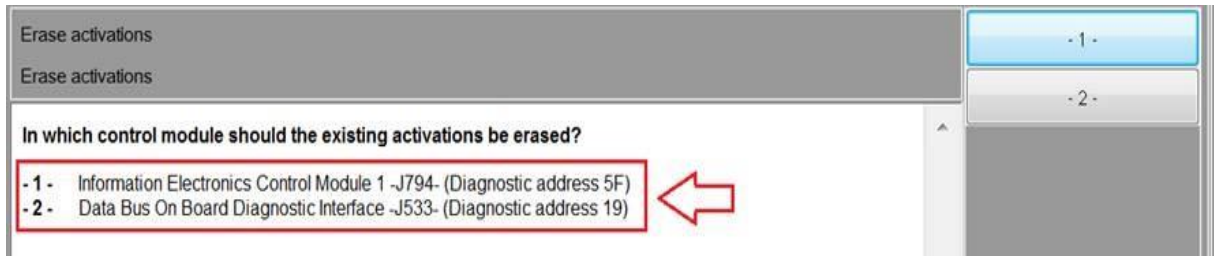 Erase activations
Erase activations
- 1 -
- 2 -
In which control module should the existing activations be erased?
- 1 - Information Electronics Control Module 1 -J794- (Diagnostic address 5F)
- 2 - Data Bus On Board Diagnostic Interface -J533- (Diagnostic address 19)